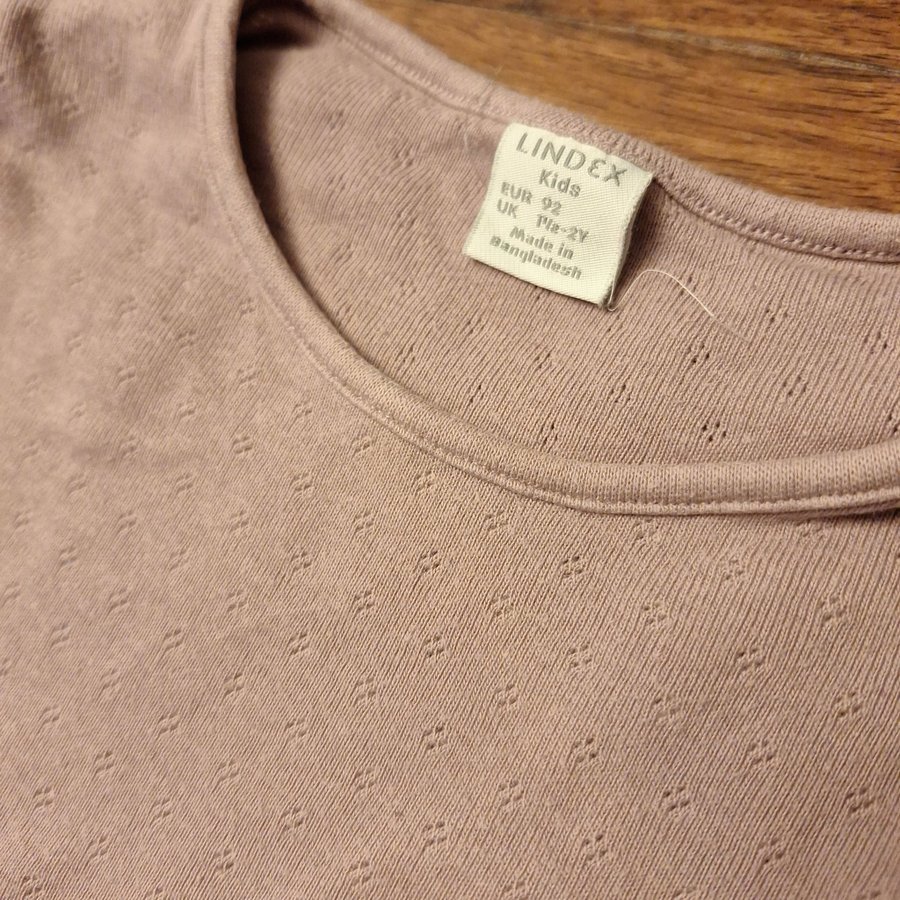 LINDEX
Kids
EUR 92
UK 1½-2Y
Made in
Bangladesh